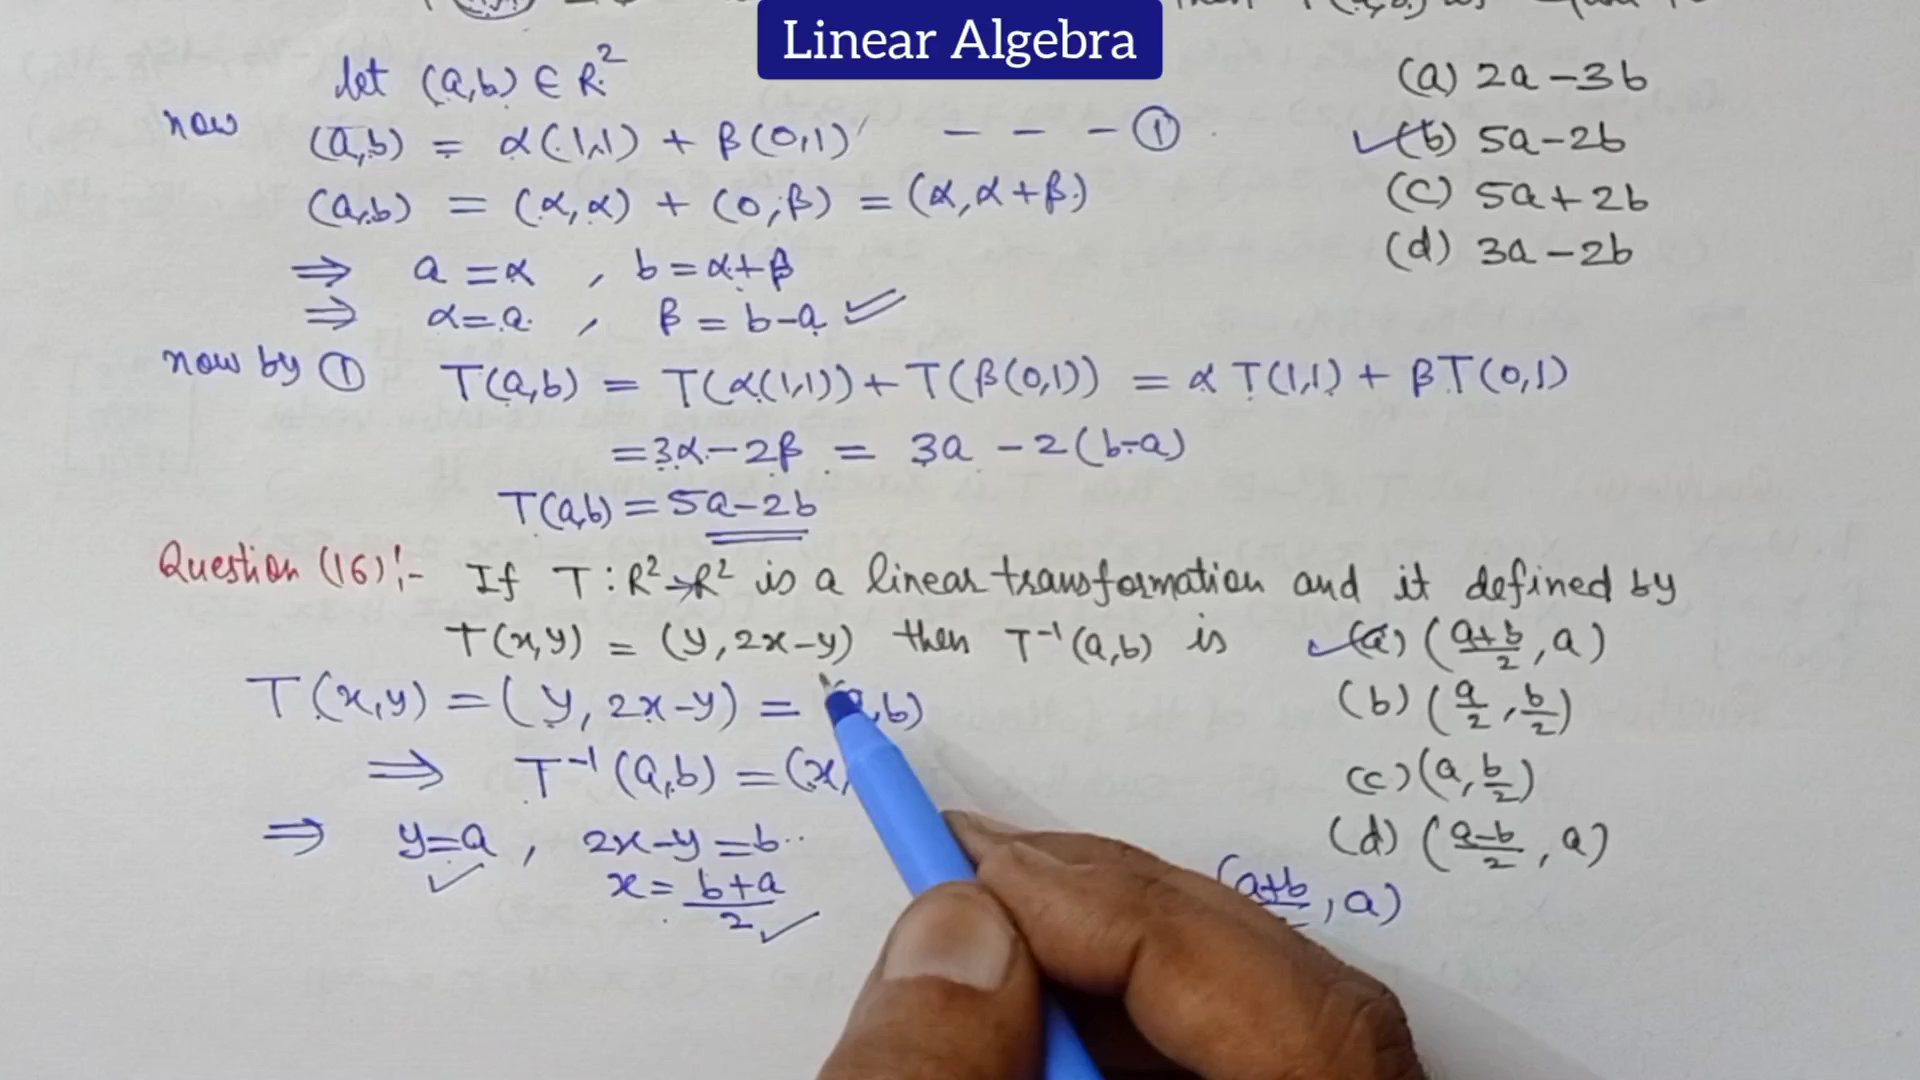 Linear Algebra
let (a,b) ∈ R²
now (a,b) = α(1,1) + β(0,1) - - - ①
(a,b) = (α,α) + (0,β) = (α,α+β)
⇒ a = α , b = α+β
⇒ α = a , β = b-a
now by ① T(a,b) = T(α(1,1)) + T(β(0,1)) = α T(1,1) + β T(0,1)
= 3α - 2β = 3a - 2(b-a)
T(a,b) = 5a-2b
(a) 2a-3b
(b) 5a-2b
(c) 5a+2b
(d) 3a-2b
Question (16):- If T:R²→R² is a linear transformation and it defined by
T(x,y) = (y,2x-y) then T⁻¹(a,b) is
(a) (a+b/2, a)
(b) (a/2, b/2)
(c) (a, b/2)
(d) (a-b/2, a)
T(x,y) = (y, 2x-y) = (a,b)
⇒ T⁻¹(a,b) = (x,
⇒ y=a , 2x-y=b
x = b+a/2
(a+b/2, a)